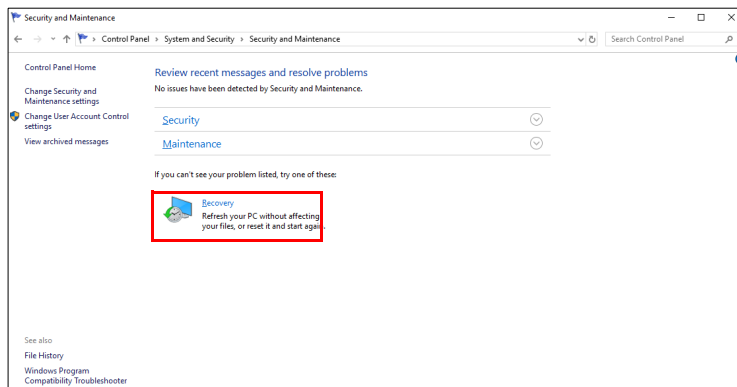 Security and Maintenance
Control Panel > System and Security > Security and Maintenance
Search Control Panel
Control Panel Home
Change Security and
Maintenance settings
Change User Account Control
settings
View archived messages
Review recent messages and resolve problems
No issues have been detected by Security and Maintenance.
Security
Maintenance
If you can't see your problem listed, try one of these:
Recovery
Refresh your PC without affecting
your files, or reset it and start again.
See also
File History
Windows Program
Compatibility Troubleshooter